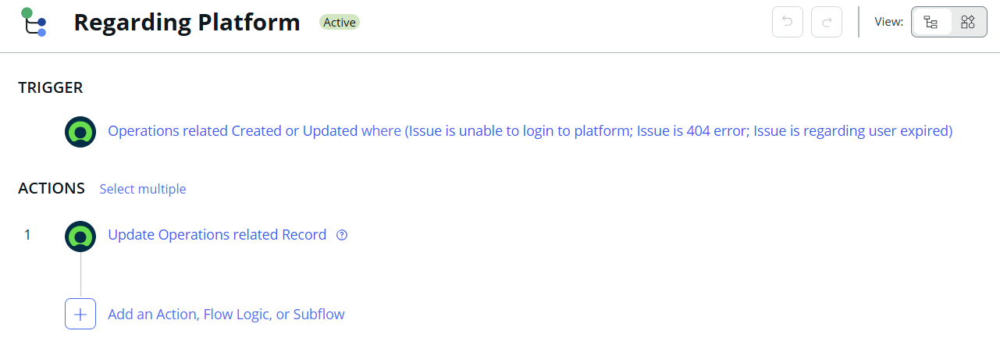 Regarding Platform Active View:
TRIGGER
Operations related Created or Updated where (Issue is unable to login to platform; Issue is 404 error; Issue is regarding user expired)
ACTIONS Select multiple
1 Update Operations related Record ?
+ Add an Action, Flow Logic, or Subflow